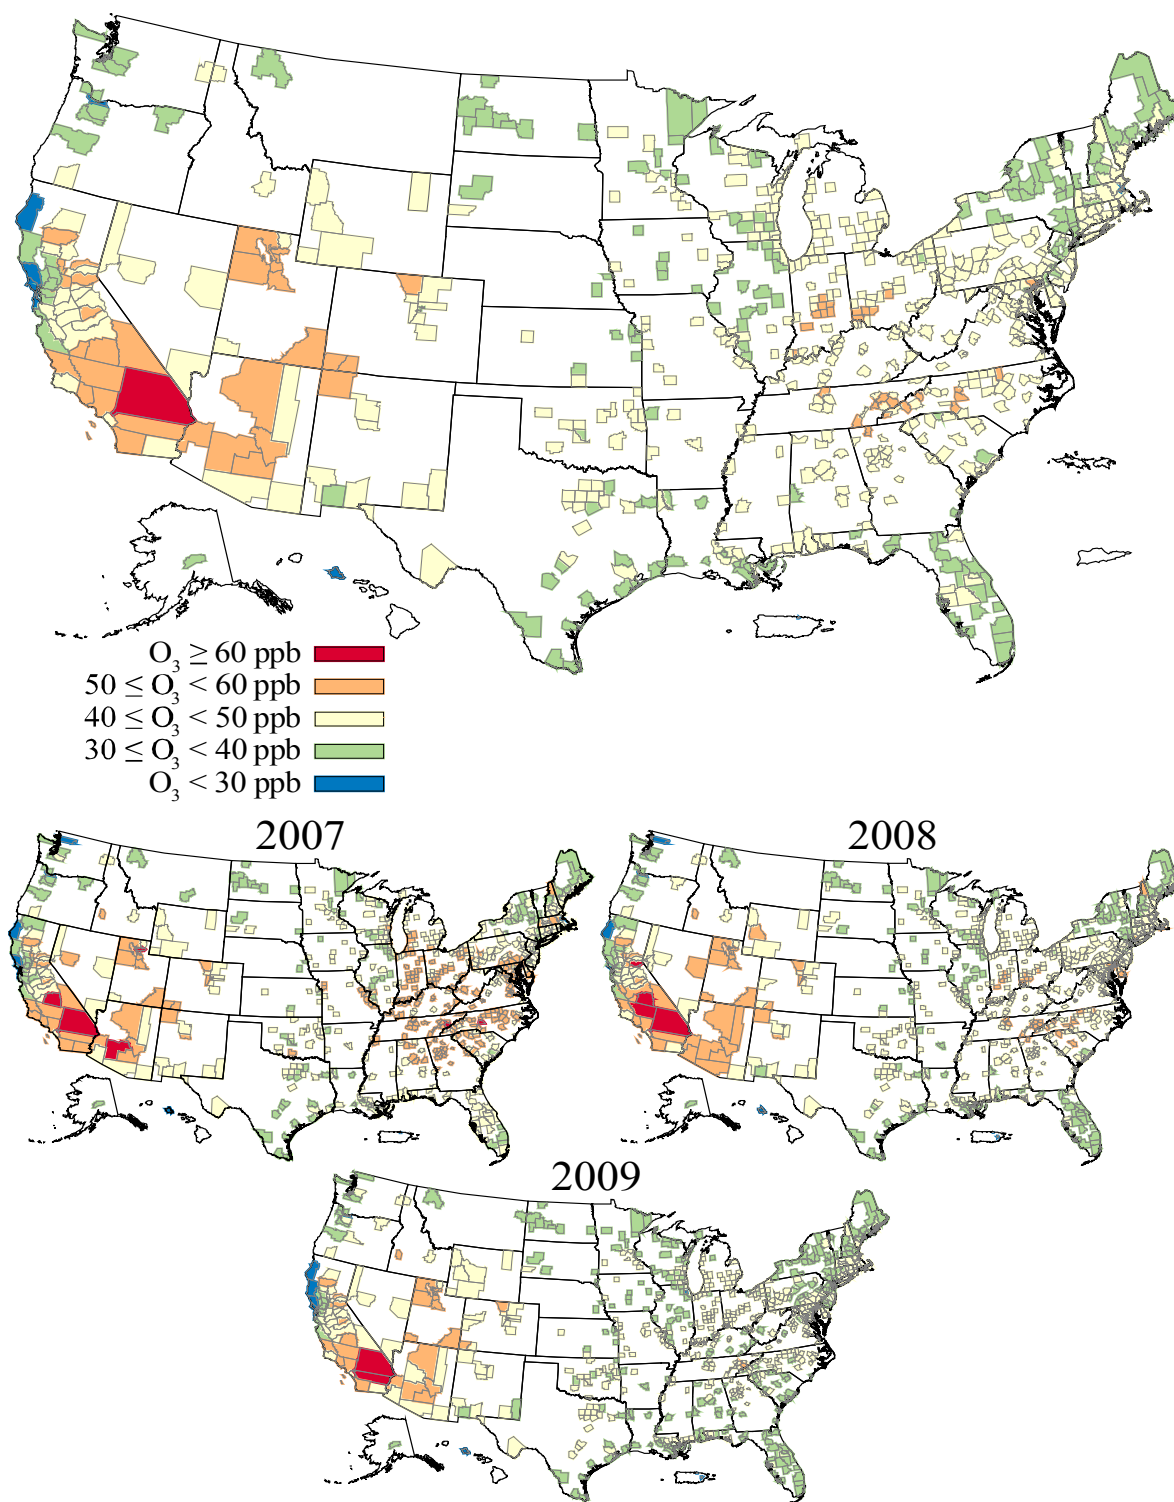 O₃ ≥ 60 ppb
50 ≤ O₃ < 60 ppb
40 ≤ O₃ < 50 ppb
30 ≤ O₃ < 40 ppb
O₃ < 30 ppb
2007
2008
2009